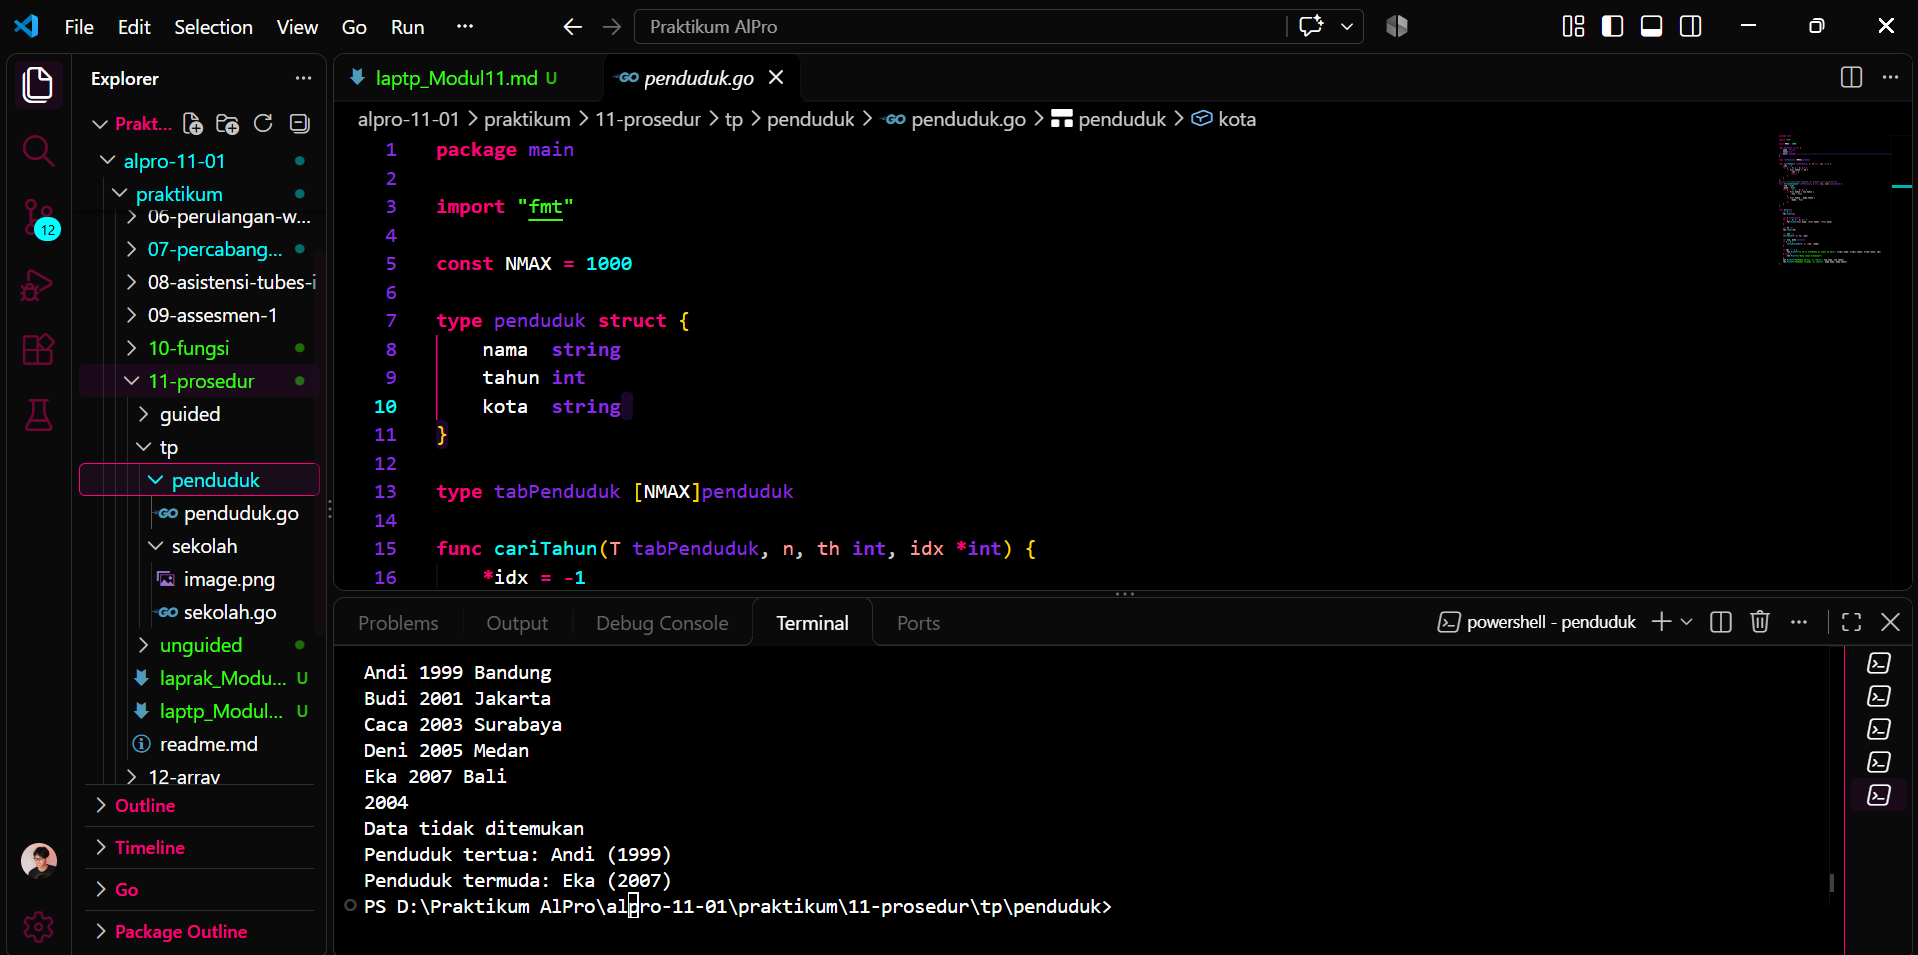 File Edit Selection View Go Run ··· Praktikum AlPro
Explorer ···
Prakt...
alpro-11-01
praktikum
06-perulangan-w...
07-percabang...
08-asistensi-tubes-i
09-assesmen-1
10-fungsi
11-prosedur
guided
tp
penduduk
penduduk.go
sekolah
image.png
sekolah.go
unguided
laprak_Modu... U
laptp_Modul... U
readme.md
12-array
Outline
Timeline
Go
Package Outline
12
laptp_Modul11.md U penduduk.go
alpro-11-01 > praktikum > 11-prosedur > tp > penduduk > penduduk.go > penduduk > kota
1 package main
2
3 import "fmt"
4
5 const NMAX = 1000
6
7 type penduduk struct {
8 nama string
9 tahun int
10 kota string
11 }
12
13 type tabPenduduk [NMAX]penduduk
14
15 func cariTahun(T tabPenduduk, n, th int, idx *int) {
16 *idx = -1
Problems Output Debug Console Terminal Ports powershell - penduduk
Andi 1999 Bandung
Budi 2001 Jakarta
Caca 2003 Surabaya
Deni 2005 Medan
Eka 2007 Bali
2004
Data tidak ditemukan
Penduduk tertua: Andi (1999)
Penduduk termuda: Eka (2007)
PS D:\Praktikum AlPro\alpro-11-01\praktikum\11-prosedur\tp\penduduk>